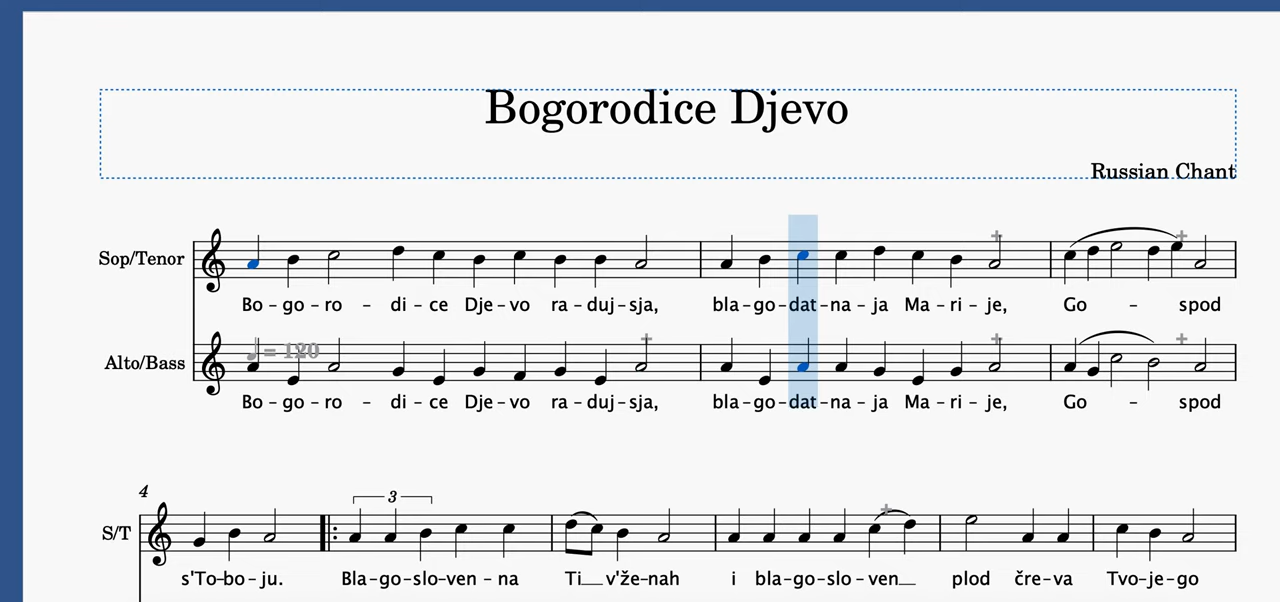 Bogorodice Djevo
Russian Chant
Sop/Tenor
Bo - go - ro - di - ce Dje - vo ra - duj - sja, bla - go - dat - na - ja Ma - ri - je, Go - spod
♩ = 120
Alto/Bass
Bo - go - ro - di - ce Dje - vo ra - duj - sja, bla - go - dat - na - ja Ma - ri - je, Go - spod
4
3
S/T
s'To - bo - ju. Bla - go - slo - ven - na Ti__ v'že - nah i bla - go - slo - ven__ plod čre - va Tvo - je - go